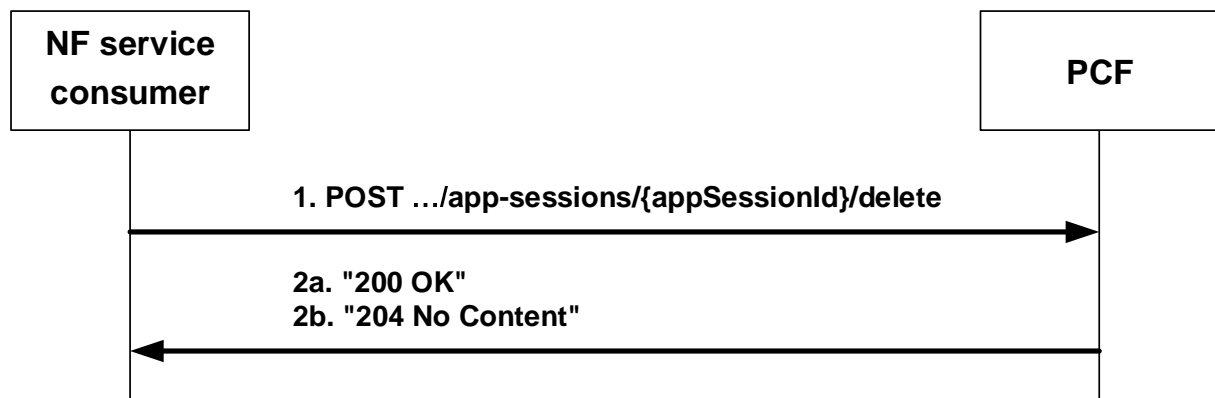 NF service
consumer
PCF
1. POST …/app-sessions/{appSessionId}/delete
2a. "200 OK"
2b. "204 No Content"